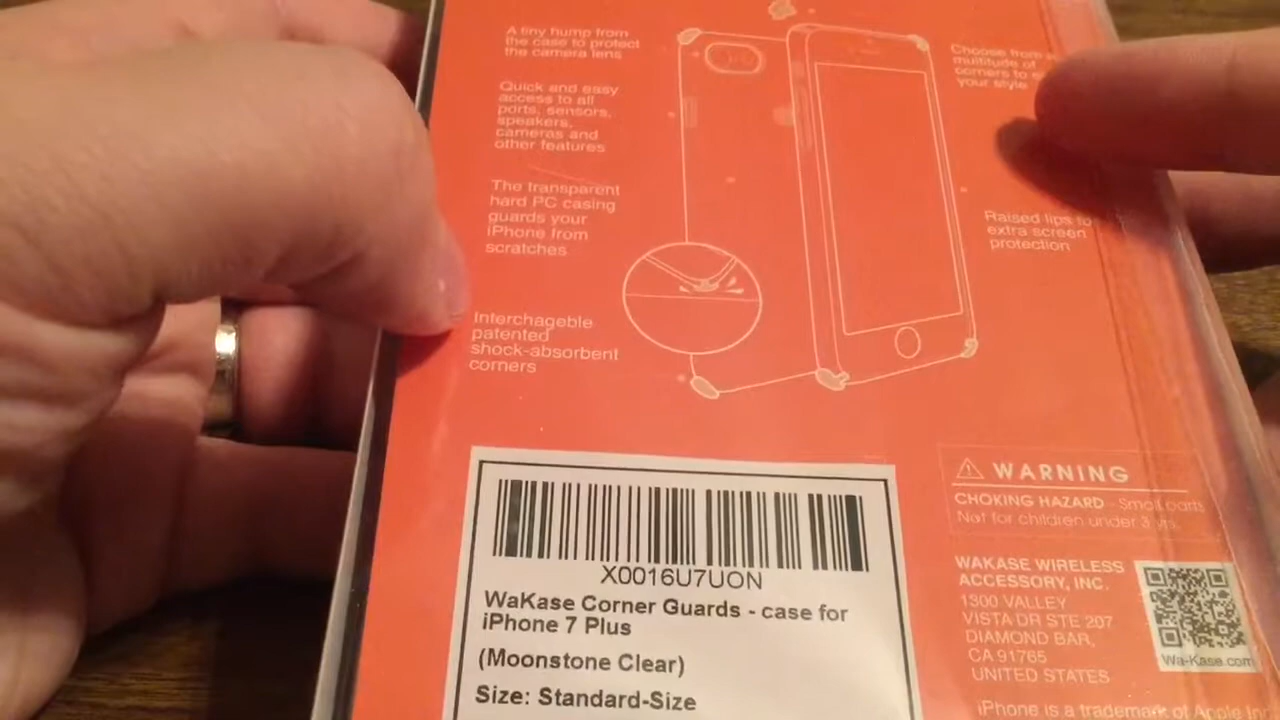 A tiny hump from
the case to protect
the camera lens
Quick and easy
access to all
ports, sensors,
speakers,
cameras and
other features
The transparent
hard PC casing
guards your
iPhone from
scratches
Interchageble
patented
shock-absorbent
corners
Choose from
multitude of
corners to
your style
Raised lips to
extra screen
protection
X0016U7UON
WaKase Corner Guards - case for
iPhone 7 Plus
(Moonstone Clear)
Size: Standard-Size
WARNING
CHOKING HAZARD - Small parts
Not for children under 3 yrs.
WAKASE WIRELESS
ACCESSORY, INC.
1300 VALLEY
VISTA DR STE 207
DIAMOND BAR,
CA 91765
UNITED STATES
Wa-Kase.com
iPhone is a trademark of Apple Inc